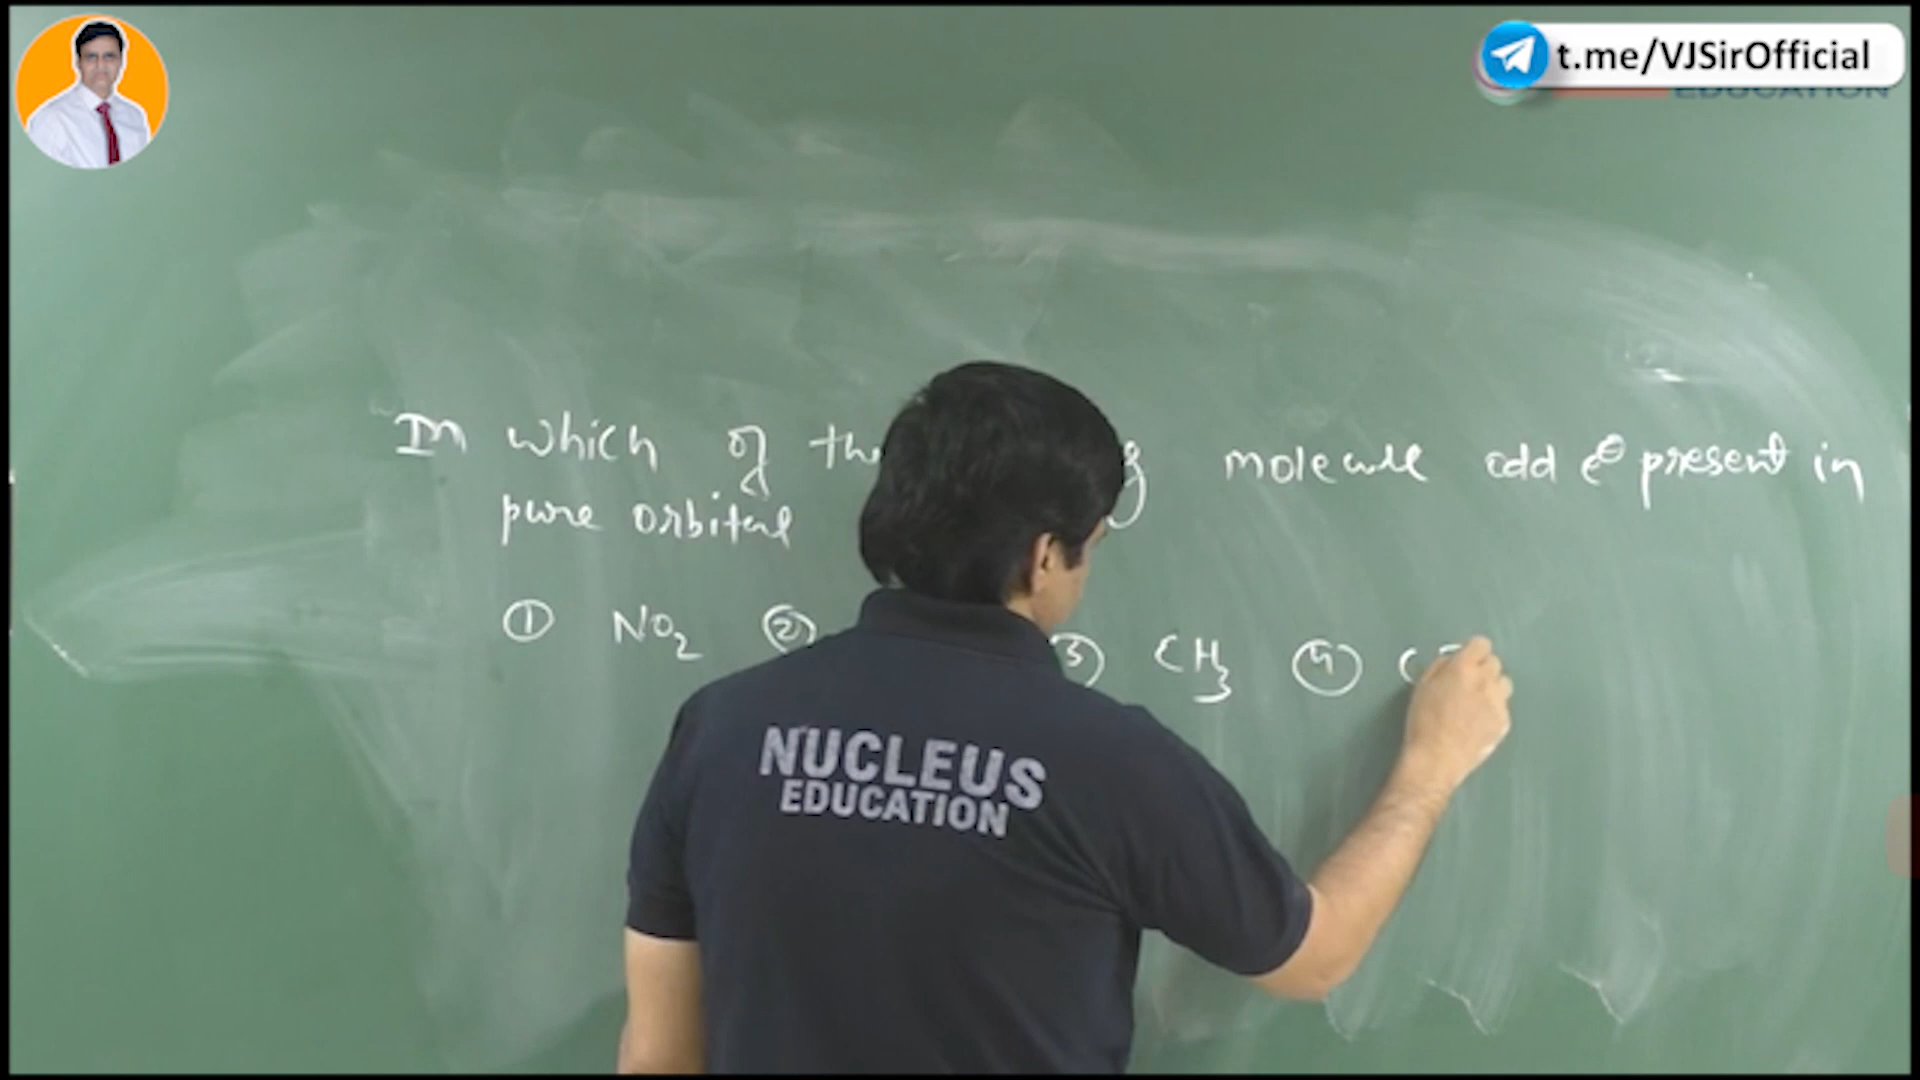 t.me/VJSirOfficial
EDUCATION
In which of the molecule odd e⊖ present in
pure orbital
① NO2 ② ③ CH3 ④
NUCLEUS
EDUCATION